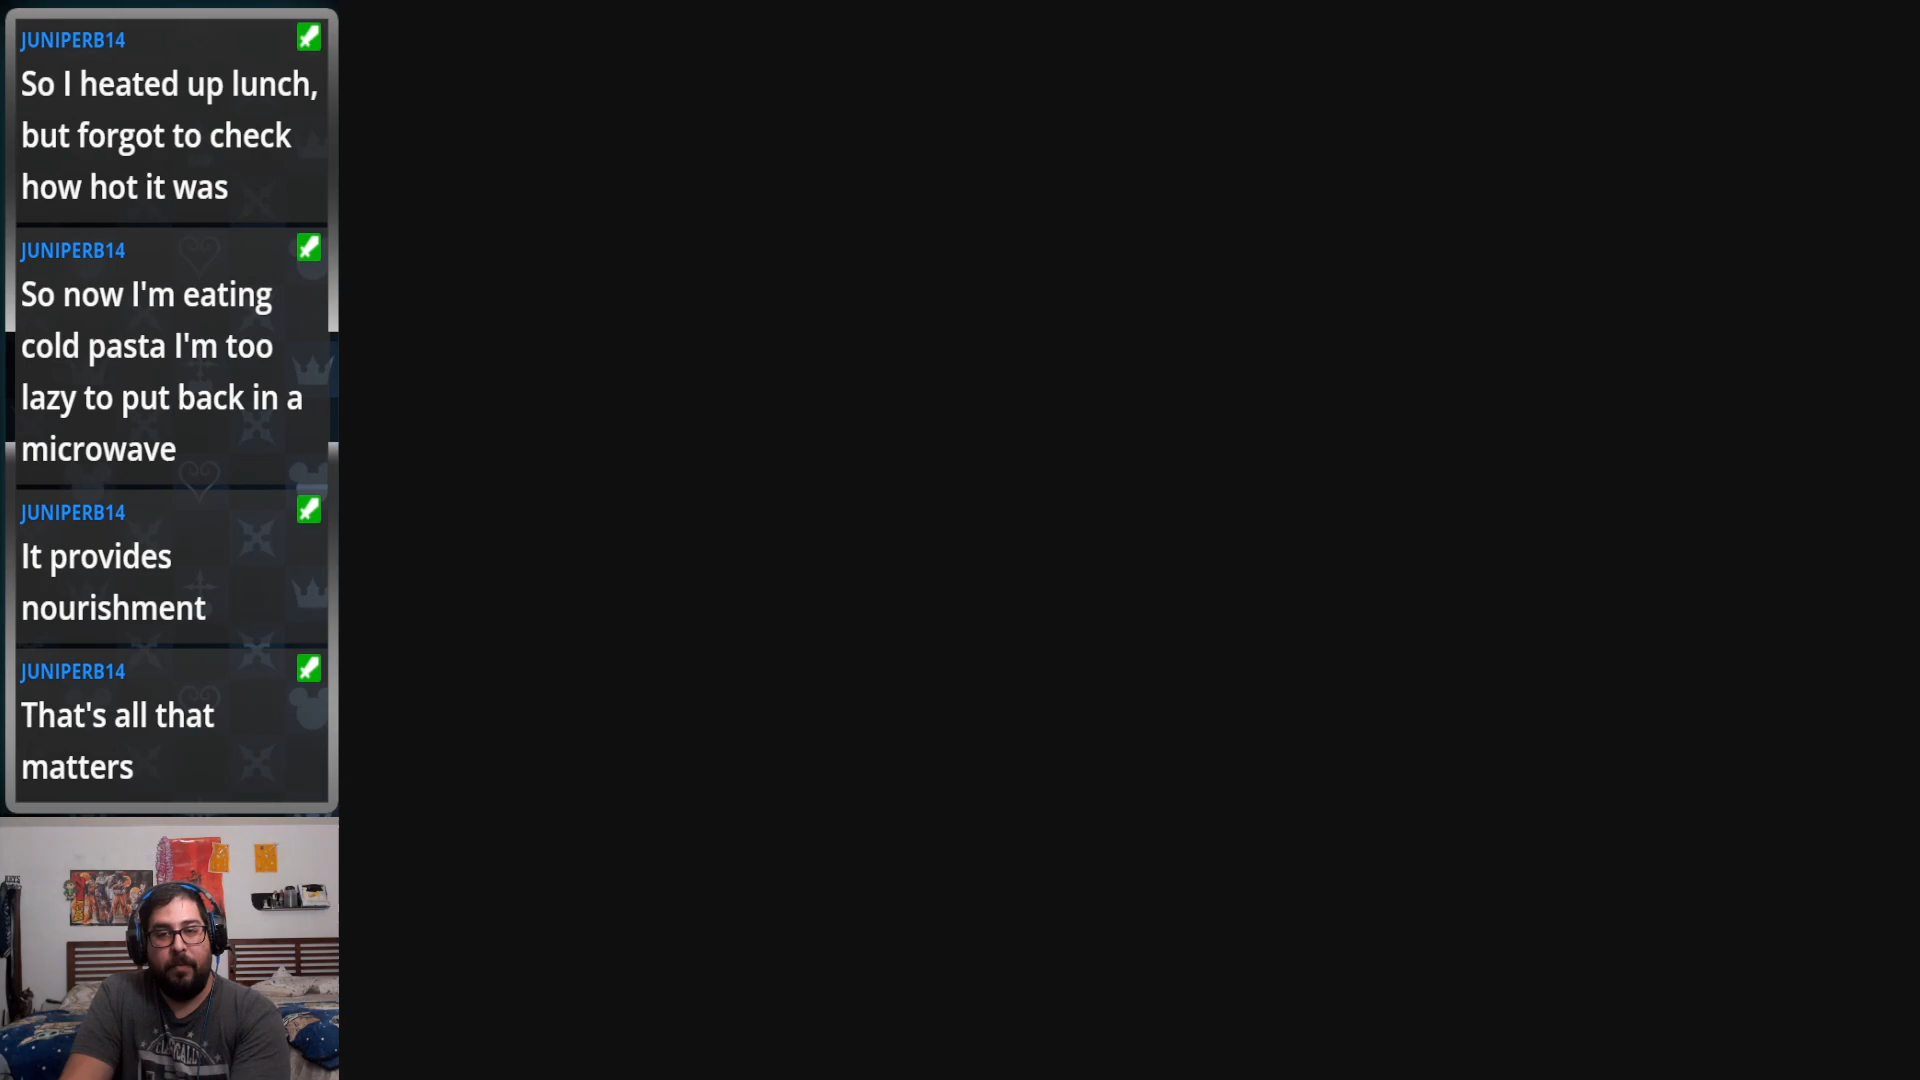 JUNIPERB14
So I heated up lunch,
but forgot to check
how hot it was
JUNIPERB14
So now I'm eating
cold pasta I'm too
lazy to put back in a
microwave
JUNIPERB14
It provides
nourishment
JUNIPERB14
That's all that
matters